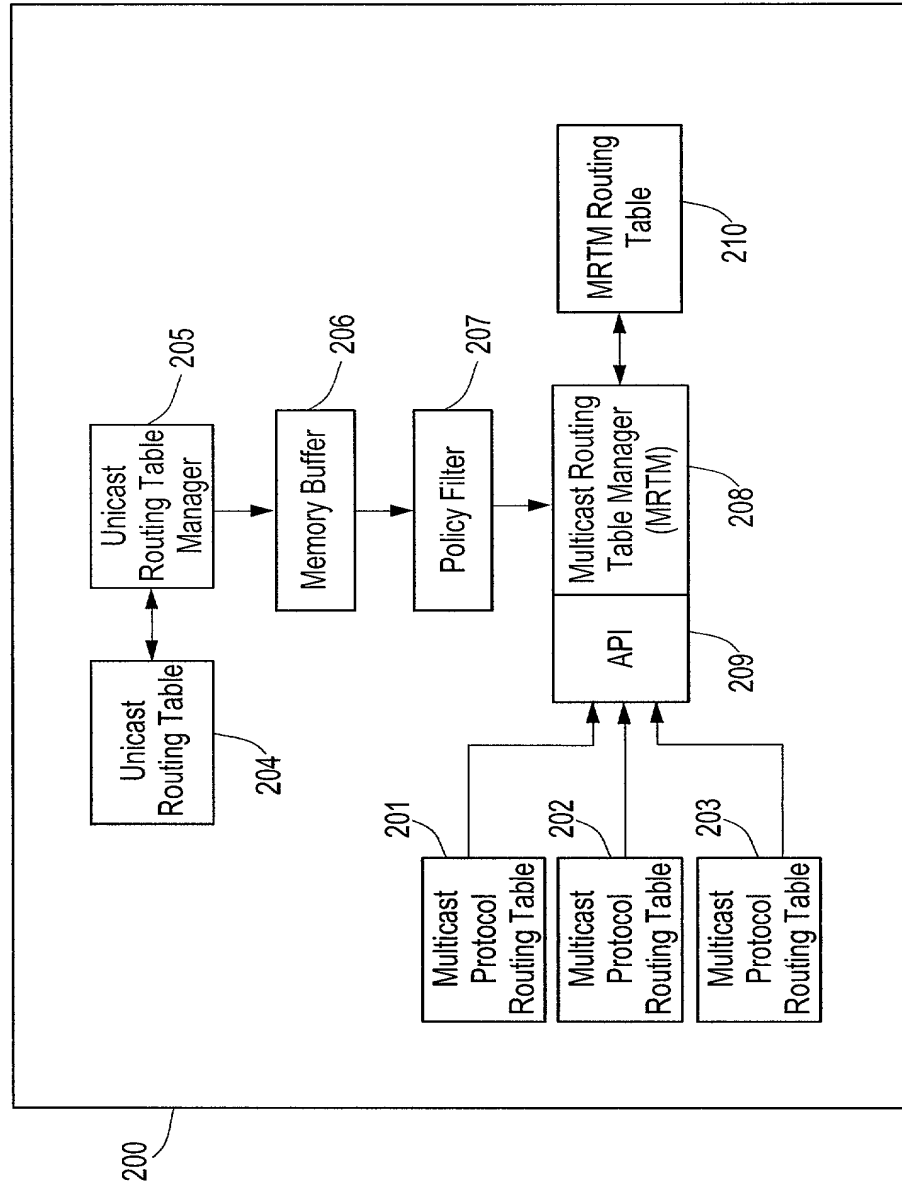 200
Unicast
Routing Table
204
Unicast
Routing Table
Manager
205
Memory Buffer
206
Policy Filter
207
Multicast
Protocol
Routing Table
201
Multicast
Protocol
Routing Table
202
Multicast
Protocol
Routing Table
203
API
209
Multicast Routing
Table Manager
(MRTM)
208
MRTM Routing
Table
210